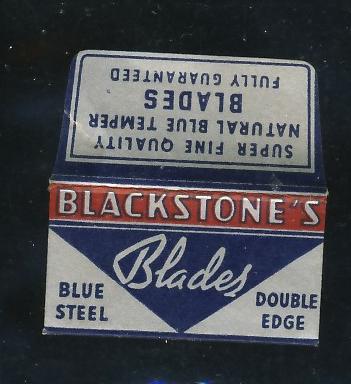 SUPER FINE QUALITY
NATURAL BLUE TEMPER
BLADES
FULLY GUARANTEED
BLACKSTONE'S
Blades
BLUE
STEEL
DOUBLE
EDGE